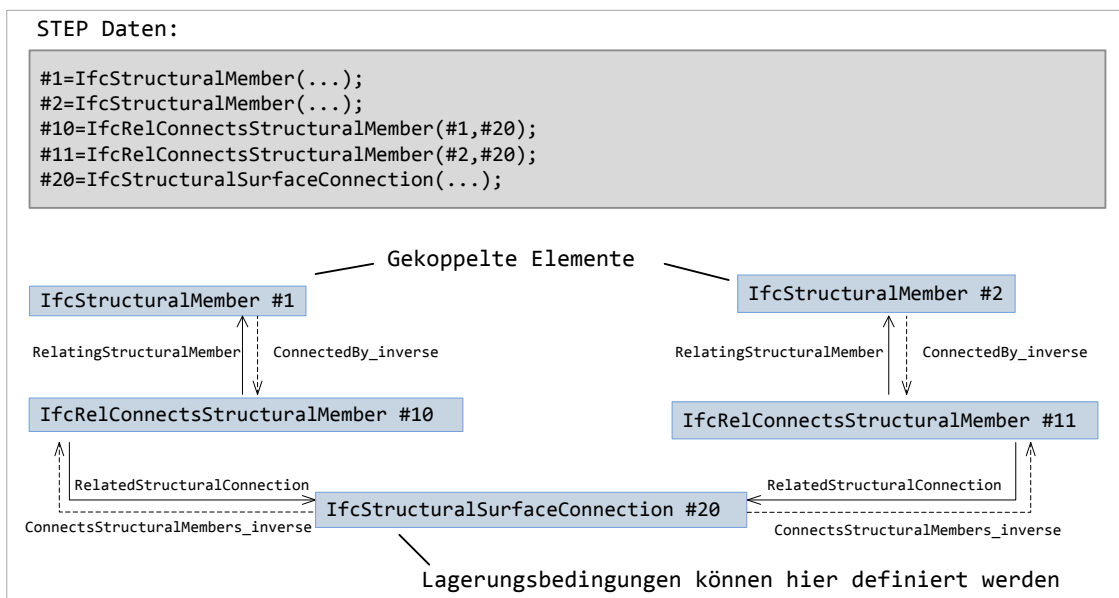 STEP Daten:
#1=IfcStructuralMember(...);
#2=IfcStructuralMember(...);
#10=IfcRelConnectsStructuralMember(#1,#20);
#11=IfcRelConnectsStructuralMember(#2,#20);
#20=IfcStructuralSurfaceConnection(...);
Gekoppelte Elemente
IfcStructuralMember #1
IfcStructuralMember #2
RelatingStructuralMember
ConnectedBy_inverse
RelatingStructuralMember
ConnectedBy_inverse
IfcRelConnectsStructuralMember #10
IfcRelConnectsStructuralMember #11
RelatedStructuralConnection
RelatedStructuralConnection
IfcStructuralSurfaceConnection #20
ConnectsStructuralMembers_inverse
ConnectsStructuralMembers_inverse
Lagerungsbedingungen können hier definiert werden